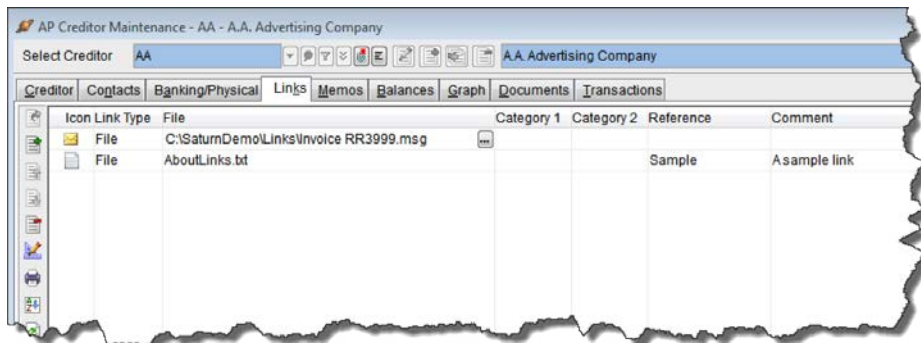 AP Creditor Maintenance - AA - A.A. Advertising Company
Select Creditor AA A.A. Advertising Company
Creditor Contacts Banking/Physical Links Memos Balances Graph Documents Transactions
Icon Link Type File Category 1 Category 2 Reference Comment
File C:\SaturnDemo\Links\Invoice RR3999.msg ...
File AboutLinks.txt Sample A sample link